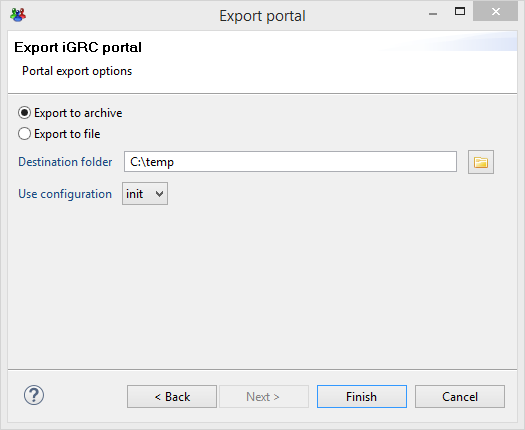 Export portal
Export iGRC portal
Portal export options
Export to archive
Export to file
Destination folder C:\temp
Use configuration init
< Back Next > Finish Cancel